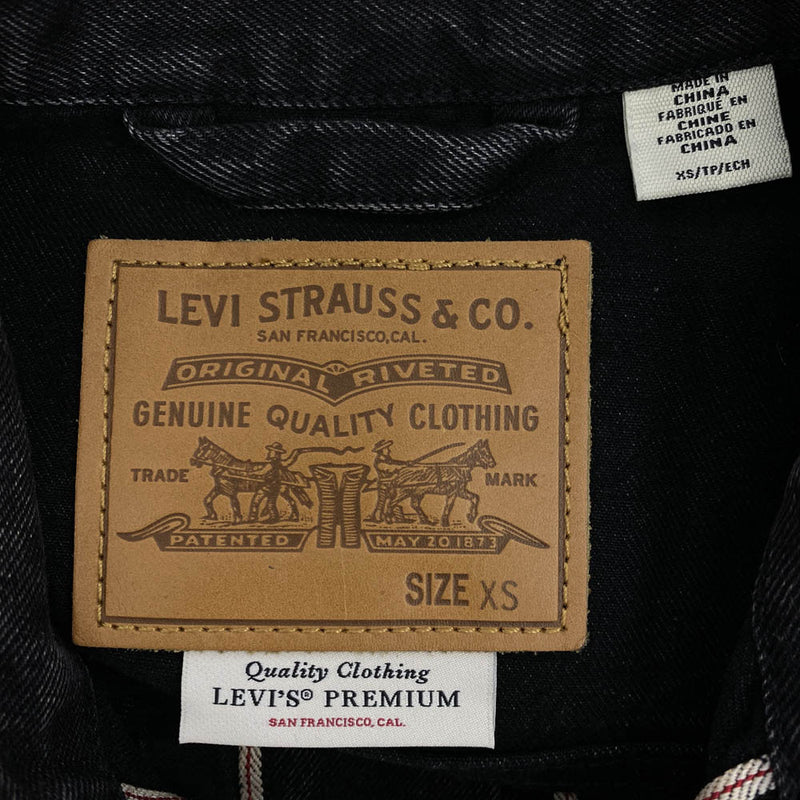 MADE IN
CHINA
FABRIQUE EN
CHINE
FABRICADO EN
CHINA
XS/TP/ECH
LEVI STRAUSS & CO.
SAN FRANCISCO, CAL.
ORIGINAL RIVETED
GENUINE QUALITY CLOTHING
TRADE MARK
PATENTED MAY 20 1873
SIZE XS
Quality Clothing
LEVI'S® PREMIUM
SAN FRANCISCO, CAL.